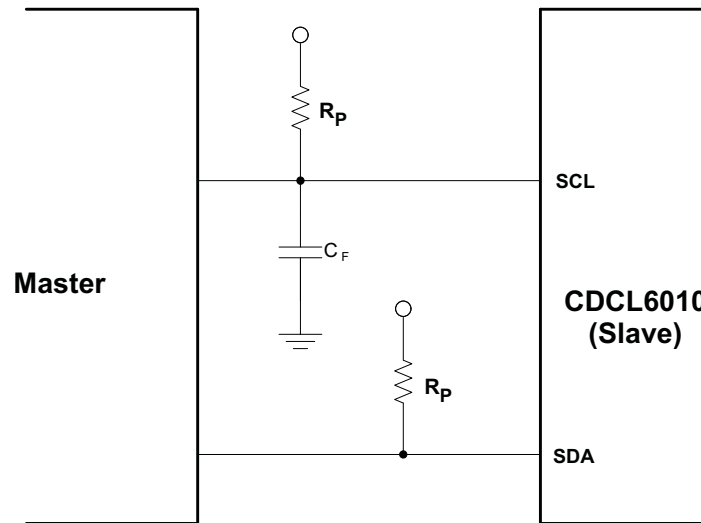 R_P
SCL
C_F
Master
CDCL6010
(Slave)
R_P
SDA